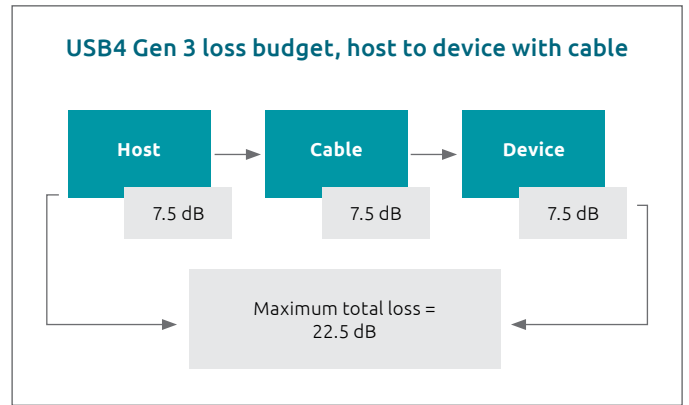 USB4 Gen 3 loss budget, host to device with cable
Host
Cable
Device
7.5 dB
7.5 dB
7.5 dB
Maximum total loss =
22.5 dB